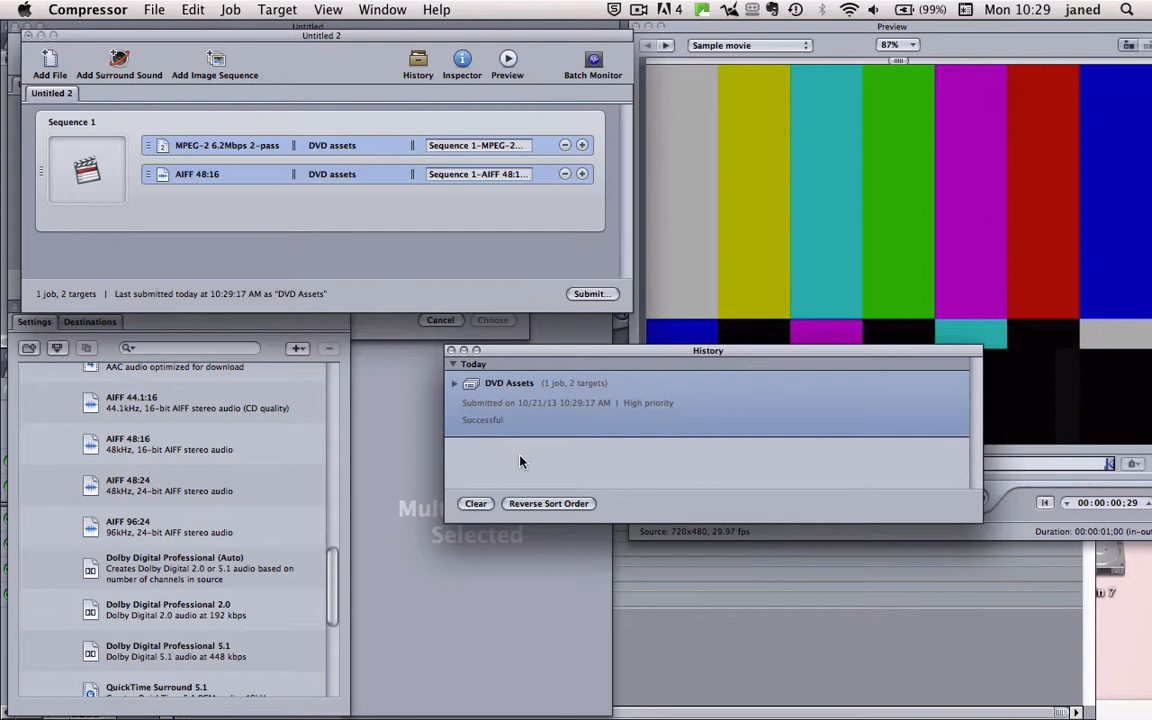 Compressor File Edit Job Target View Window Help 4 (99%) Mon 10:29 janed
Untitled 2
Add File Add Surround Sound Add Image Sequence History Inspector Preview Batch Monitor
Untitled 2
Sequence 1
MPEG-2 6.2Mbps 2-pass DVD assets Sequence 1-MPEG-2...
AIFF 48:16 DVD assets Sequence 1-AIFF 48:1...
1 job, 2 targets | Last submitted today at 10:29:17 AM as "DVD Assets" Submit...
Preview
Sample movie 87%
Settings Destinations
Cancel Choose
AAC audio optimized for download
AIFF 44.1:16
44.1kHz, 16-bit AIFF stereo audio (CD quality)
AIFF 48:16
48kHz, 16-bit AIFF stereo audio
AIFF 48:24
48kHz, 24-bit AIFF stereo audio
AIFF 96:24
96kHz, 24-bit AIFF stereo audio
Dolby Digital Professional (Auto)
Creates Dolby Digital 2.0 or 5.1 audio based on
number of channels in source
Dolby Digital Professional 2.0
Dolby Digital 2.0 audio at 192 kbps
Dolby Digital Professional 5.1
Dolby Digital 5.1 audio at 448 kbps
QuickTime Surround 5.1
History
Today
DVD Assets (1 job, 2 targets)
Submitted on 10/21/13 10:29:17 AM | High priority
Successful
Clear Reverse Sort Order
Selected
00:00:00;29
Source: 720x480, 29.97 fps Duration: 00:00:01;00 (in-out